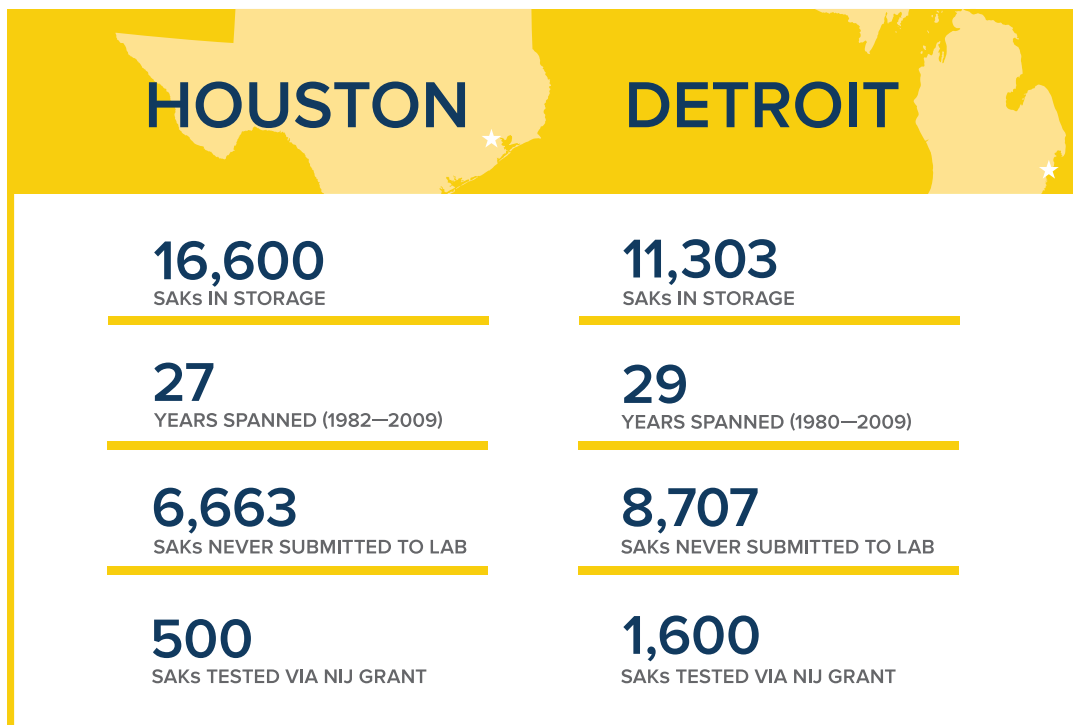 HOUSTON
16,600
SAKs IN STORAGE
27
YEARS SPANNED (1982—2009)
6,663
SAKs NEVER SUBMITTED TO LAB
500
SAKs TESTED VIA NIJ GRANT
DETROIT
11,303
SAKs IN STORAGE
29
YEARS SPANNED (1980—2009)
8,707
SAKs NEVER SUBMITTED TO LAB
1,600
SAKs TESTED VIA NIJ GRANT